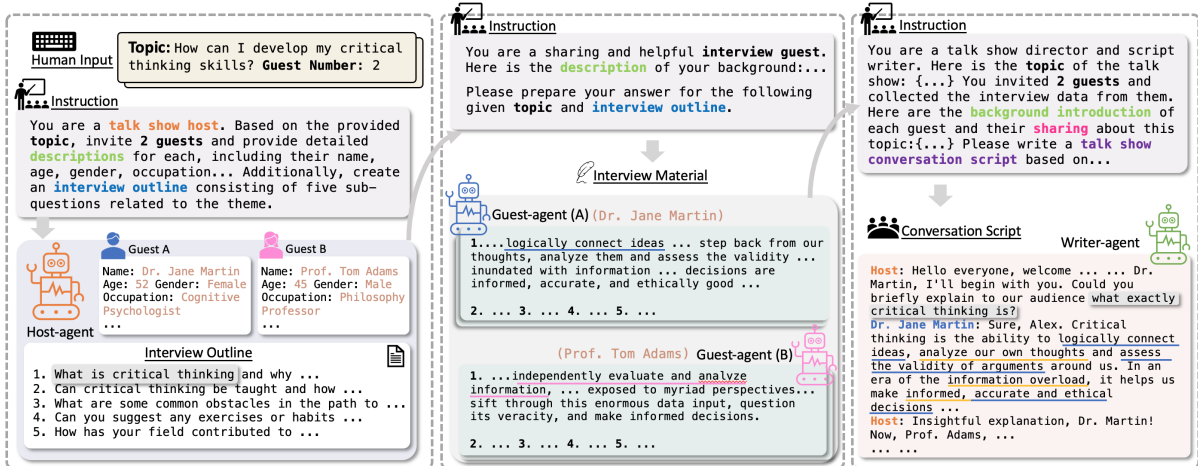 Human Input
Topic: How can I develop my critical
thinking skills? Guest Number: 2
Instruction
You are a talk show host. Based on the provided
topic, invite 2 guests and provide detailed
descriptions for each, including their name,
age, gender, occupation... Additionally, create
an interview outline consisting of five sub-
questions related to the theme.
Host-agent
Guest A
Name: Dr. Jane Martin
Age: 52 Gender: Female
Occupation: Cognitive
Psychologist
...
Guest B
Name: Prof. Tom Adams
Age: 45 Gender: Male
Occupation: Philosophy
Professor
...
Interview Outline
1. What is critical thinking and why ...
2. Can critical thinking be taught and how ...
3. What are some common obstacles in the path to ...
4. Can you suggest any exercises or habits ...
5. How has your field contributed to ...
Instruction
You are a sharing and helpful interview guest.
Here is the description of your background:...
Please prepare your answer for the following
given topic and interview outline.
Interview Material
Guest-agent (A) (Dr. Jane Martin)
1....logically connect ideas ... step back from our
thoughts, analyze them and assess the validity ...
inundated with information ... decisions are
informed, accurate, and ethically good ...
2. ... 3. ... 4. ... 5. ...
(Prof. Tom Adams) Guest-agent (B)
1. ...independently evaluate and analyze
information, ... exposed to myriad perspectives...
sift through this enormous data input, question
its veracity, and make informed decisions.
2. ... 3. ... 4. ... 5. ...
Instruction
You are a talk show director and script
writer. Here is the topic of the talk
show: {...} You invited 2 guests and
collected the interview data from them.
Here are the background introduction of
each guest and their sharing about this
topic:{...} Please write a talk show
conversation script based on...
Conversation Script
Writer-agent
Host: Hello everyone, welcome ... ... Dr.
Martin, I'll begin with you. Could you
briefly explain to our audience what exactly
critical thinking is?
Dr. Jane Martin: Sure, Alex. Critical
thinking is the ability to logically connect
ideas, analyze our own thoughts and assess
the validity of arguments around us. In an
era of the information overload, it helps us
make informed, accurate and ethical
decisions ...
Host: Insightful explanation, Dr. Martin!
Now, Prof. Adams, ...
... ...